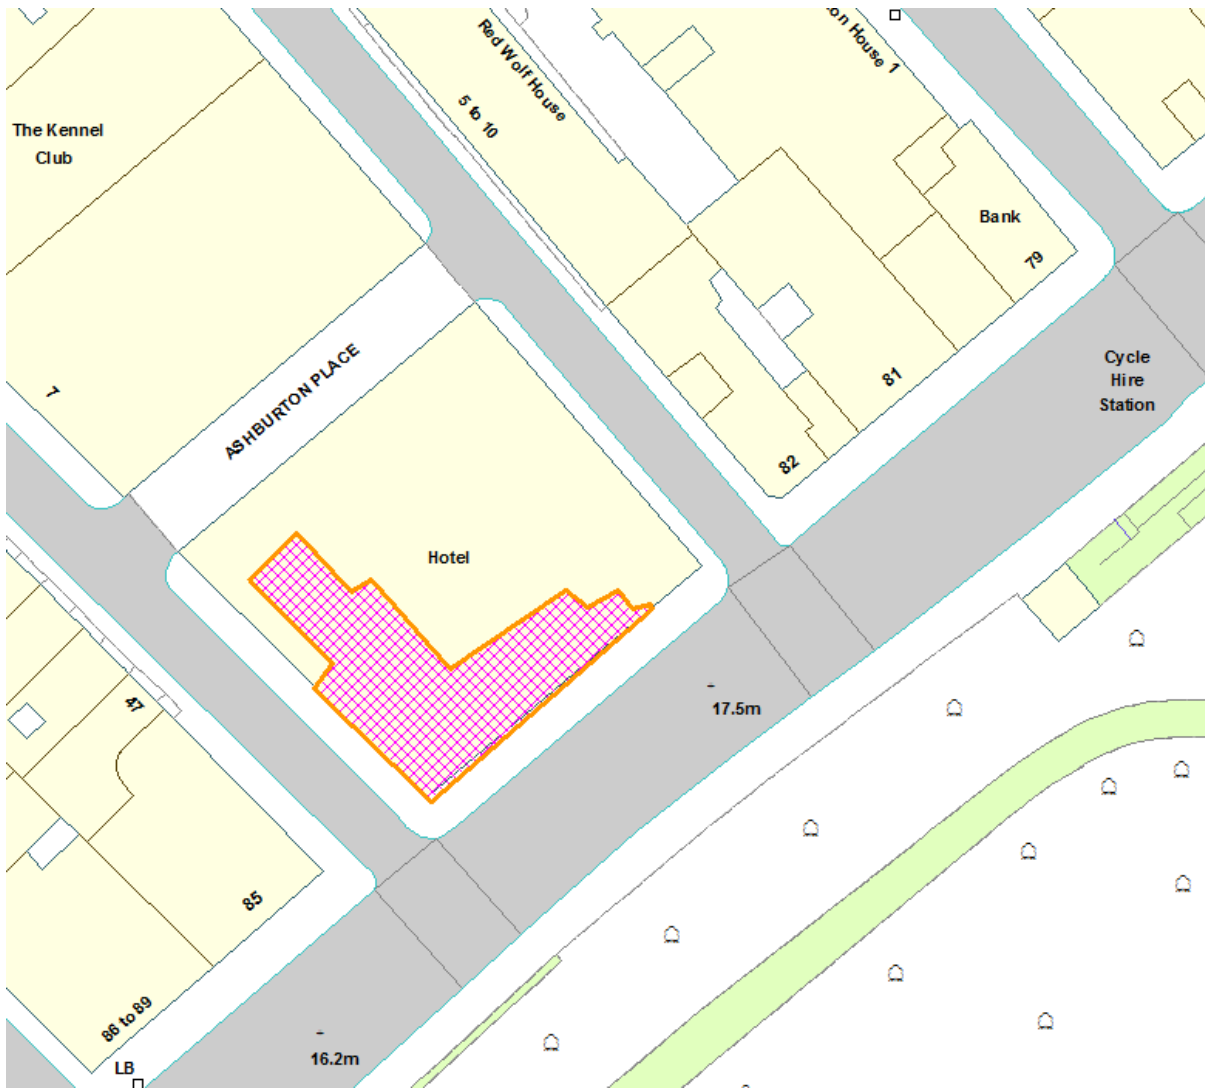 Red Wolf House
5 to 10
on House 1
The Kennel
Club
Bank
79
7
ASHBURTON PLACE
81
82
Cycle
Hire
Station
Hotel
47
17.5m
85
86 to 89
16.2m
LB